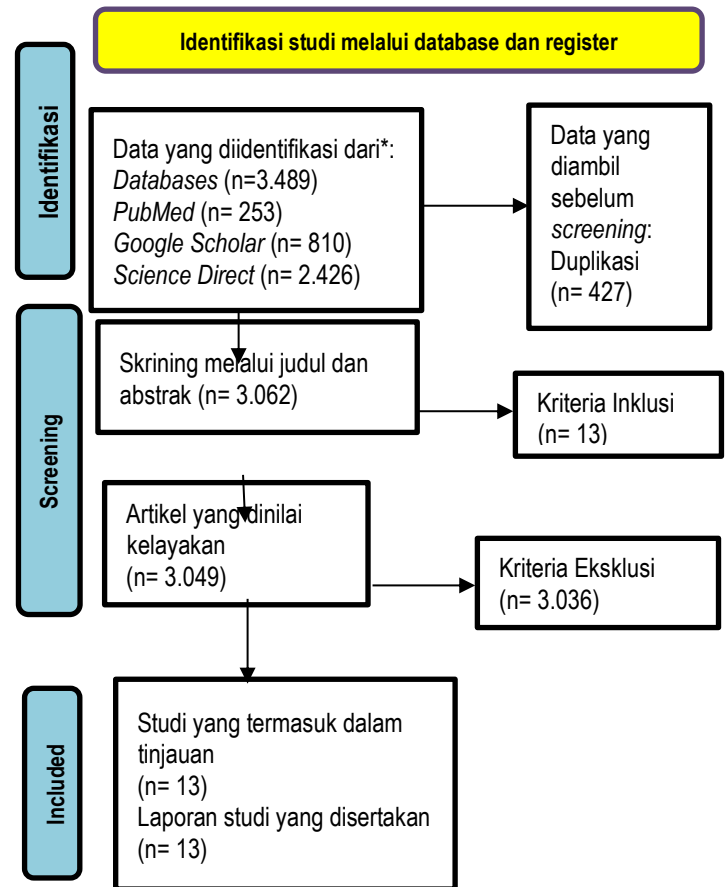 Identifikasi studi melalui database dan register
Identifikasi
Data yang diidentifikasi dari*:
Databases (n=3.489)
PubMed (n= 253)
Google Scholar (n= 810)
Science Direct (n= 2.426)
Data yang
diambil
sebelum
screening:
Duplikasi
(n= 427)
Screening
Skrining melalui judul dan
abstrak (n= 3.062)
Kriteria Inklusi
(n= 13)
Artikel yang dinilai
kelayakan
(n= 3.049)
Kriteria Eksklusi
(n= 3.036)
Included
Studi yang termasuk dalam
tinjauan
(n= 13)
Laporan studi yang disertakan
(n= 13)